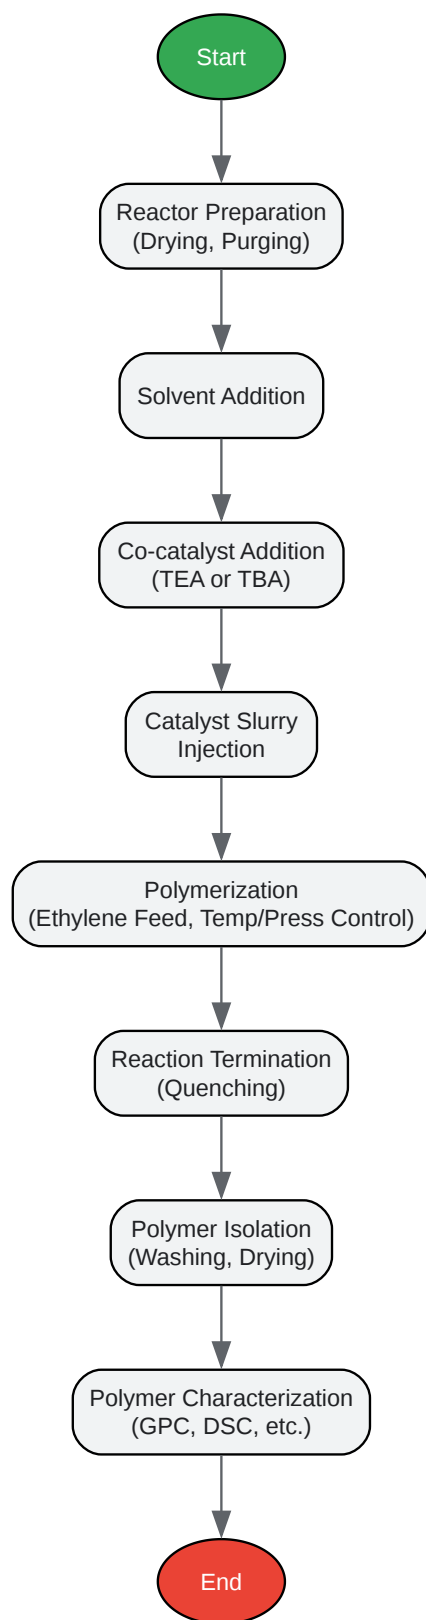 Start
Reactor Preparation
(Drying, Purging)
Solvent Addition
Co-catalyst Addition
(TEA or TBA)
Catalyst Slurry
Injection
Polymerization
(Ethylene Feed, Temp/Press Control)
Reaction Termination
(Quenching)
Polymer Isolation
(Washing, Drying)
Polymer Characterization
(GPC, DSC, etc.)
End